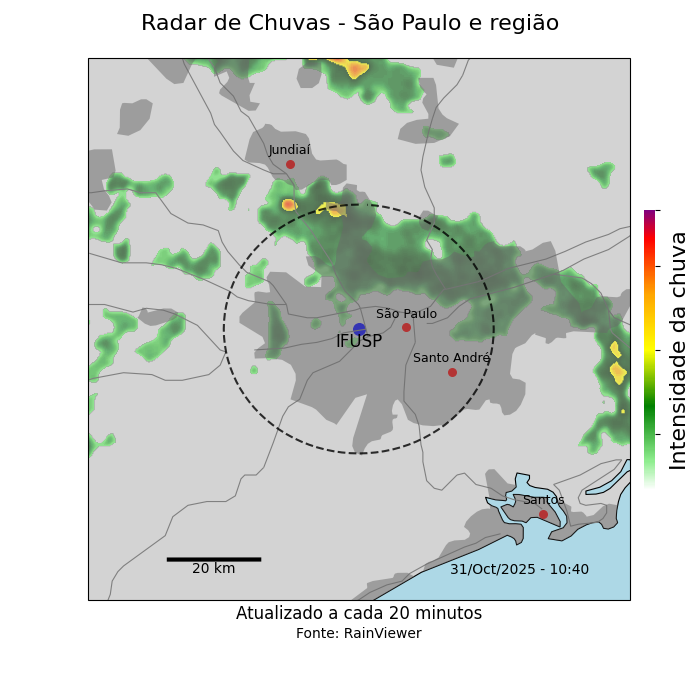 Radar de Chuvas - São Paulo e região
Jundiaí
São Paulo
IFUSP
Santo André
Santos
20 km
31/Oct/2025 - 10:40
Intensidade da chuva
Atualizado a cada 20 minutos
Fonte: RainViewer